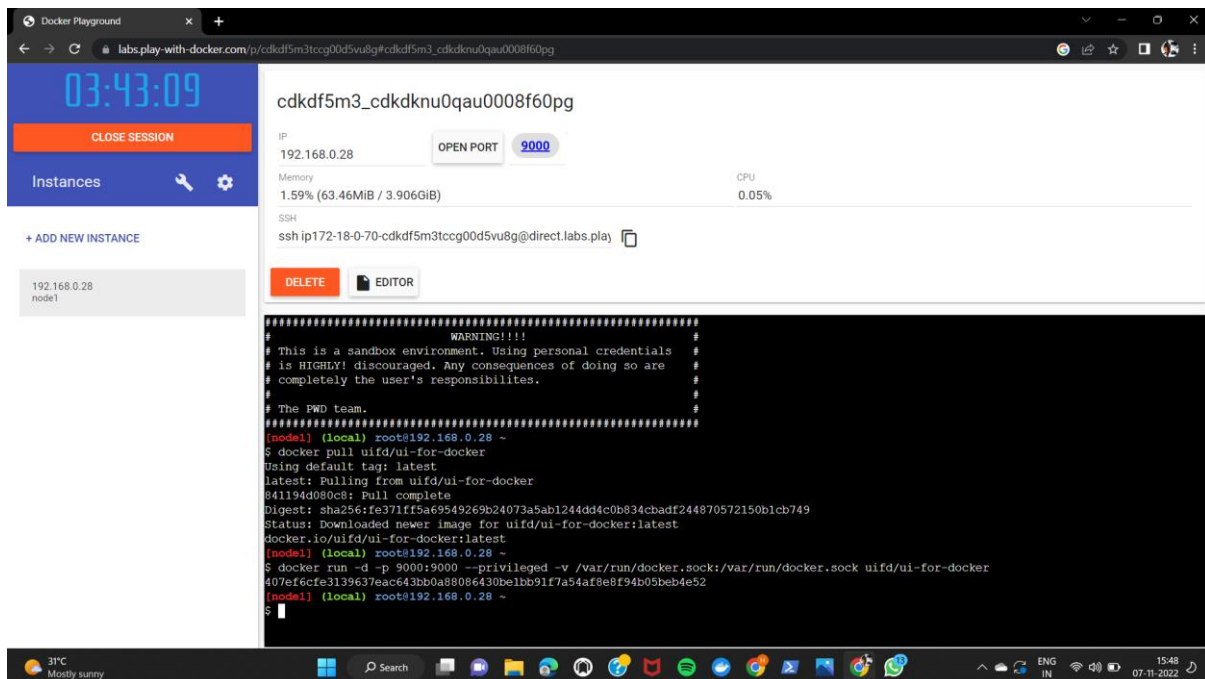 Docker Playground
labs.play-with-docker.com/p/cdkdf5m3tccg00d5vu8g#cdkdf5m3_cdkdknu0qau0008f60pg
03:43:09
CLOSE SESSION
Instances
+ ADD NEW INSTANCE
192.168.0.28
node1
cdkdf5m3_cdkdknu0qau0008f60pg
IP
192.168.0.28
OPEN PORT
9000
Memory
1.59% (63.46MiB / 3.906GiB)
CPU
0.05%
SSH
ssh ip172-18-0-70-cdkdf5m3tccg00d5vu8g@direct.labs.play
DELETE
EDITOR
###############################################################
# WARNING!!!! #
# This is a sandbox environment. Using personal credentials #
# is HIGHLY! discouraged. Any consequences of doing so are #
# completely the user's responsibilites. #
# #
# The PWD team. #
###############################################################
[node1] (local) root@192.168.0.28 ~
$ docker pull uifd/ui-for-docker
Using default tag: latest
latest: Pulling from uifd/ui-for-docker
841194d080c8: Pull complete
Digest: sha256:fe371ff5a69549269b24073a5ab1244dd4c0b834cbadf244870572150b1cb749
Status: Downloaded newer image for uifd/ui-for-docker:latest
docker.io/uifd/ui-for-docker:latest
[node1] (local) root@192.168.0.28 ~
$ docker run -d -p 9000:9000 --privileged -v /var/run/docker.sock:/var/run/docker.sock uifd/ui-for-docker
407ef6cfe3139637eac643bb0a88086430be1bb91f7a54af8e8f94b05beb4e52
[node1] (local) root@192.168.0.28 ~
$
31°C
Mostly sunny
Search
13
ENG
IN
15:48
07-11-2022